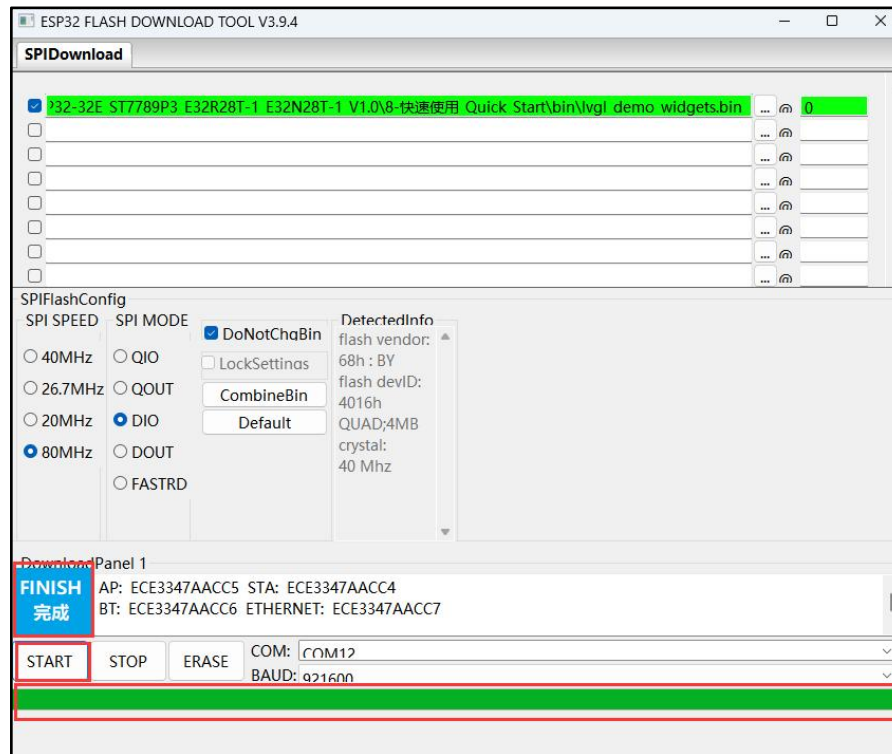 ESP32 FLASH DOWNLOAD TOOL V3.9.4
SPIDownload
?32-32E ST7789P3 E32R28T-1 E32N28T-1 V1.0\8-快速使用 Quick Start\bin\lvgl demo widgets.bin ... @ 0
... @
... @
... @
... @
... @
... @
... @
SPIFlashConfig
SPI SPEED
40MHz
26.7MHz
20MHz
80MHz
SPI MODE
QIO
QOUT
DIO
DOUT
FASTRD
DoNotChgBin
LockSettings
CombineBin
Default
DetectedInfo
flash vendor:
68h : BY
flash devID:
4016h
QUAD;4MB
crystal:
40 Mhz
DownloadPanel 1
FINISH
完成
AP: ECE3347AACC5 STA: ECE3347AACC4
BT: ECE3347AACC6 ETHERNET: ECE3347AACC7
START STOP ERASE
COM: COM12
BAUD: 921600